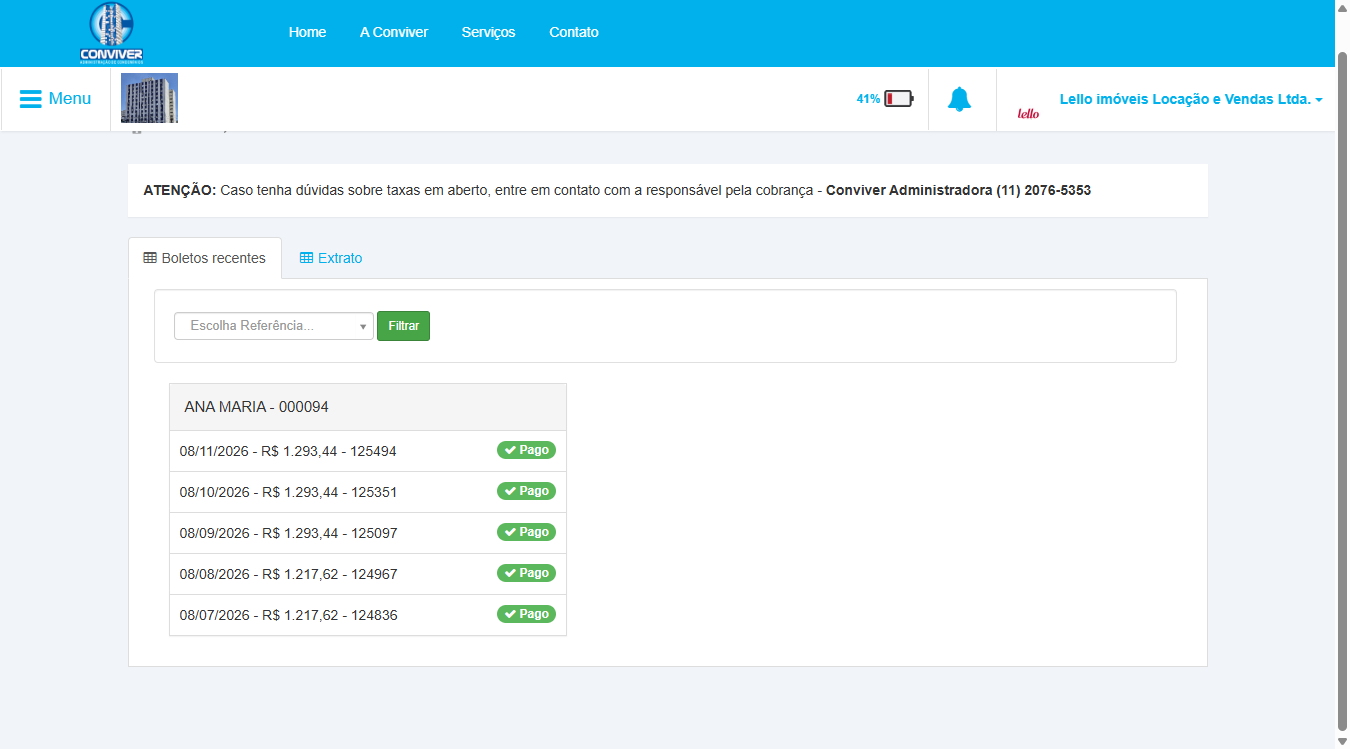 CONVIVER
Home
A Conviver
Serviços
Contato
Menu
41%
lello
Lello imóveis Locação e Vendas Ltda.
ATENÇÃO: Caso tenha dúvidas sobre taxas em aberto, entre em contato com a responsável pela cobrança - Conviver Administradora (11) 2076-5353
Boletos recentes
Extrato
Escolha Referência...
Filtrar
ANA MARIA - 000094
08/11/2026 - R$ 1.293,44 - 125494 Pago
08/10/2026 - R$ 1.293,44 - 125351 Pago
08/09/2026 - R$ 1.293,44 - 125097 Pago
08/08/2026 - R$ 1.217,62 - 124967 Pago
08/07/2026 - R$ 1.217,62 - 124836 Pago